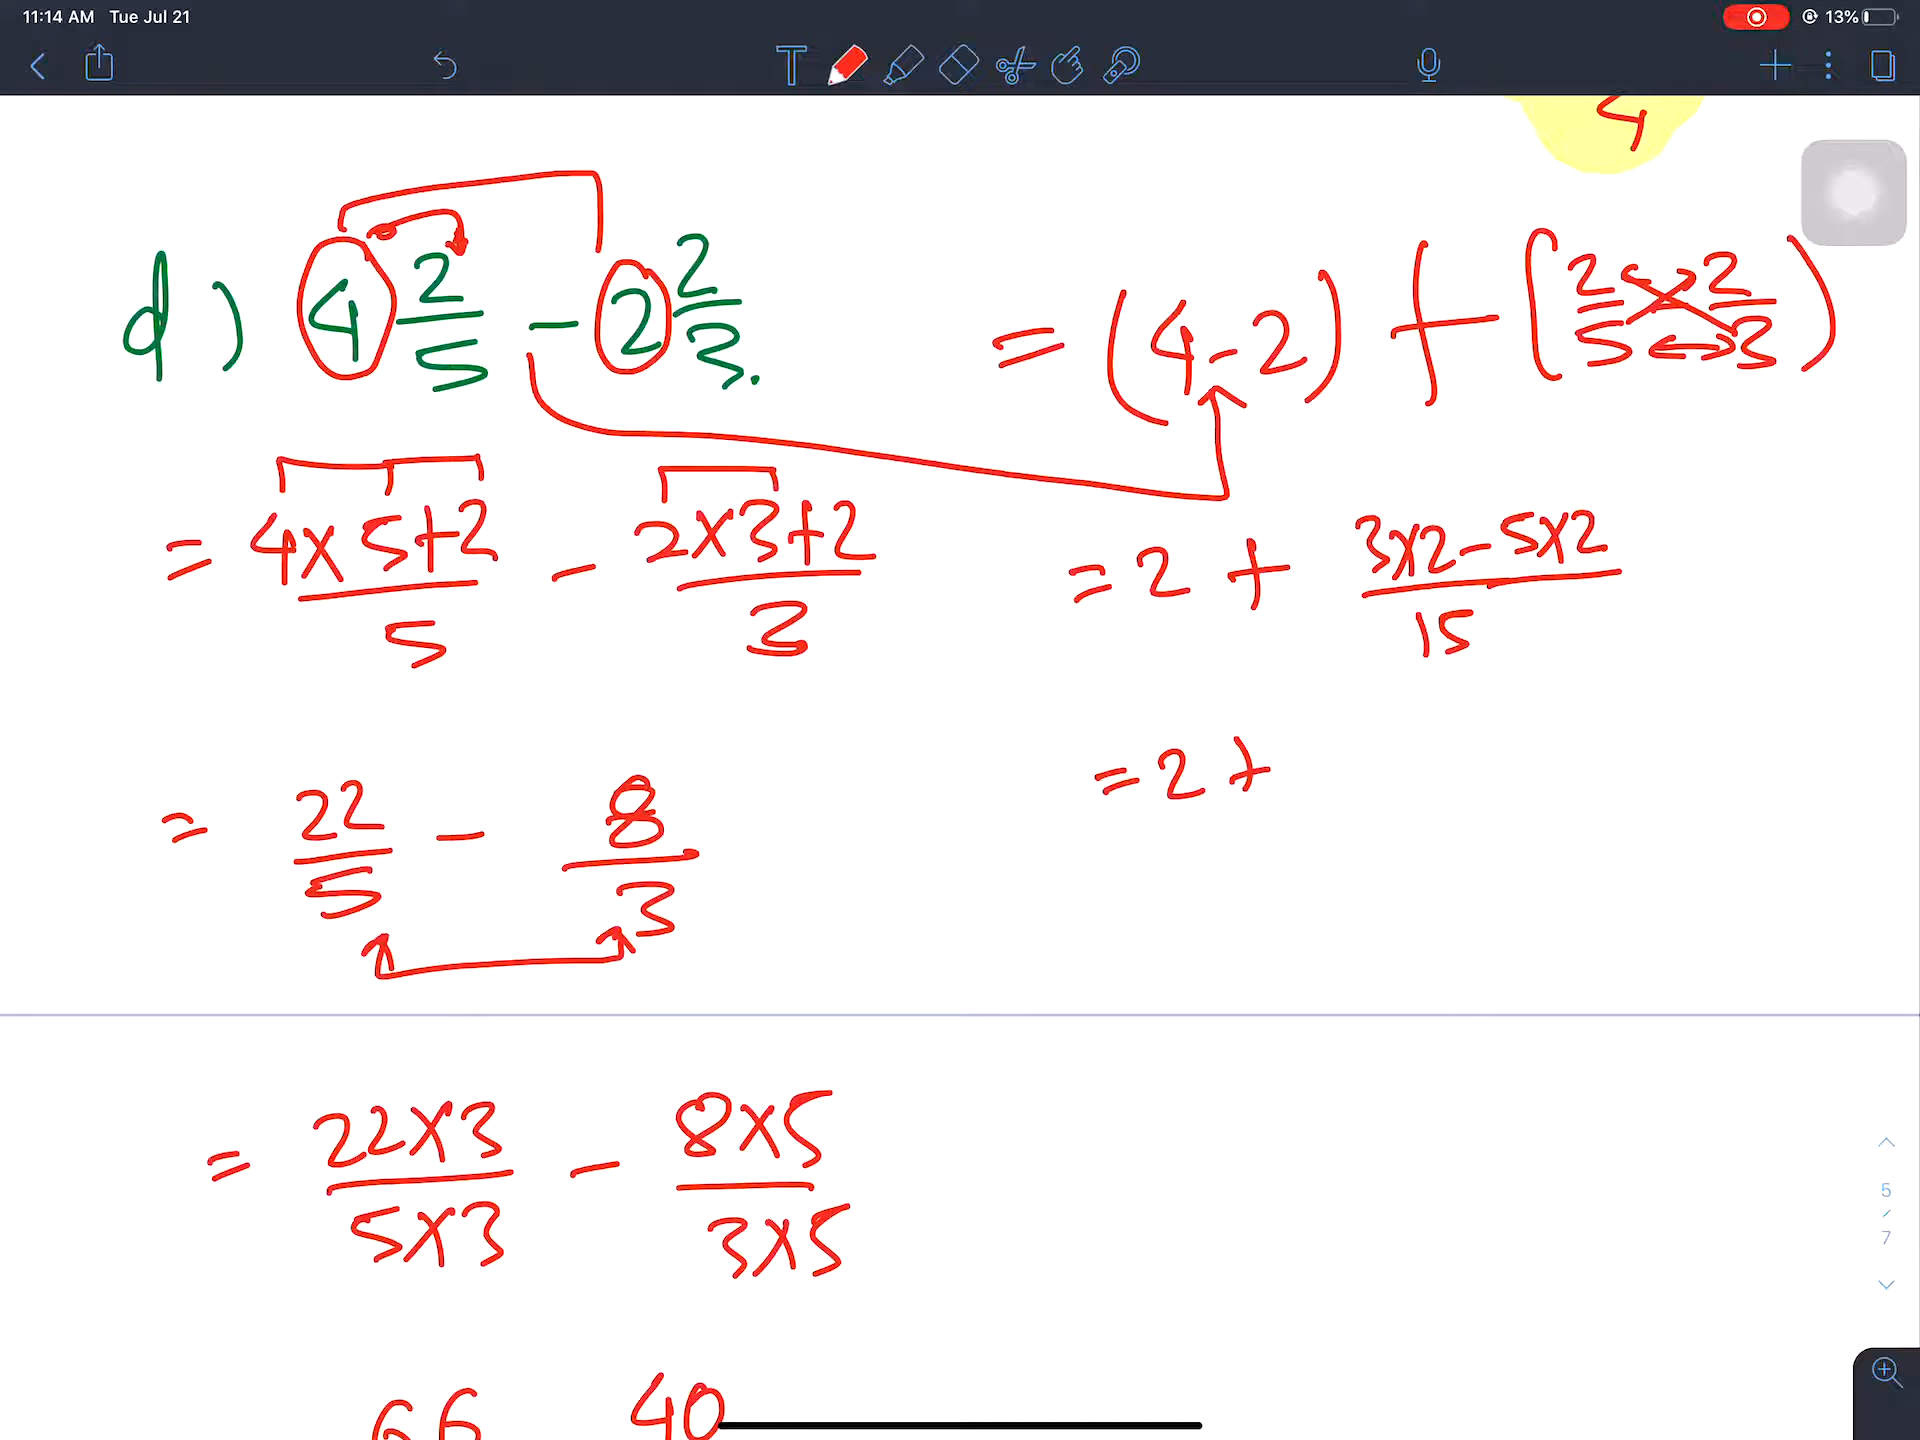 11:14 AM Tue Jul 21
13%
4
d) 4 2/5 - 2 2/3. = (4-2) + (2/5 2/3)
= 4×5+2/5 - 2×3+2/3
= 2 + 3×2-5×2/15
= 22/5 - 8/3
= 2 +
= 22×3/5×3 - 8×5/3×5
66 40
5
/
7